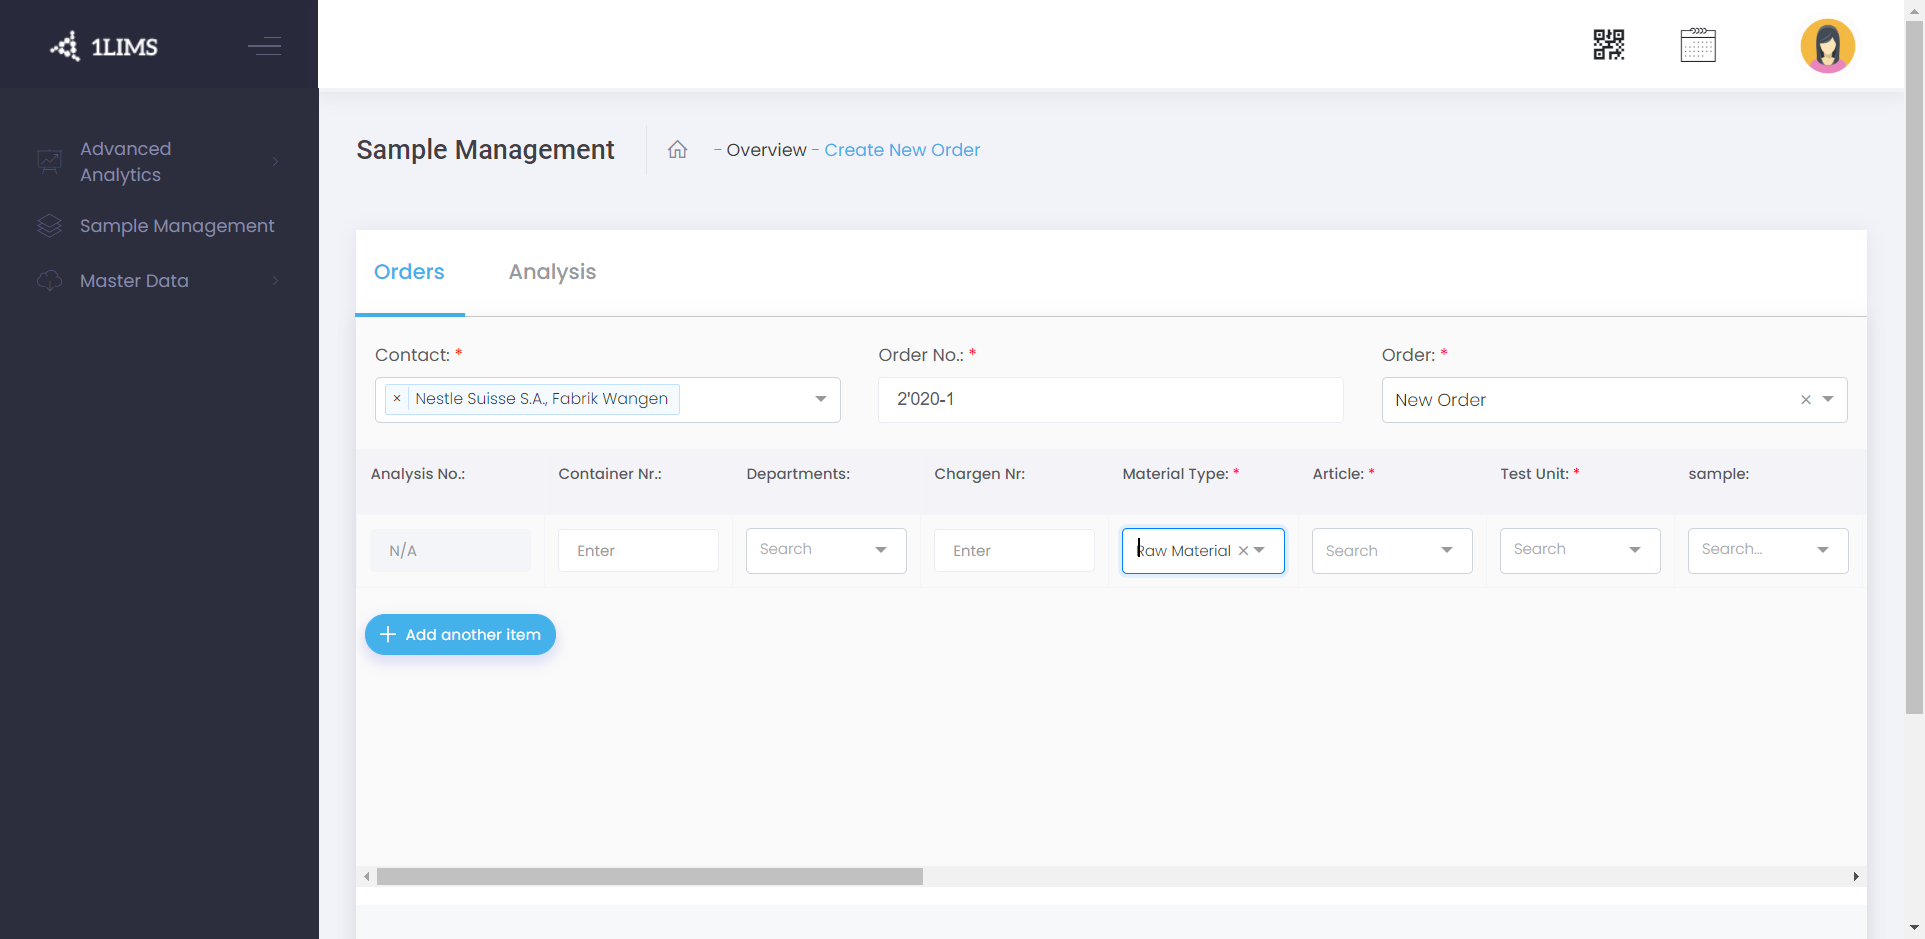 1LIMS
Advanced
Analytics
Sample Management
Master Data
Sample Management
- Overview - Create New Order
Orders
Analysis
Contact: *
Order No.: *
Order: *
× Nestle Suisse S.A., Fabrik Wangen
2'020-1
New Order ×
Analysis No.:
Container Nr.:
Departments:
Chargen Nr:
Material Type: *
Article: *
Test Unit: *
sample:
N/A
Enter
Search
Enter
Raw Material ×
Search
Search
Search...
+ Add another item